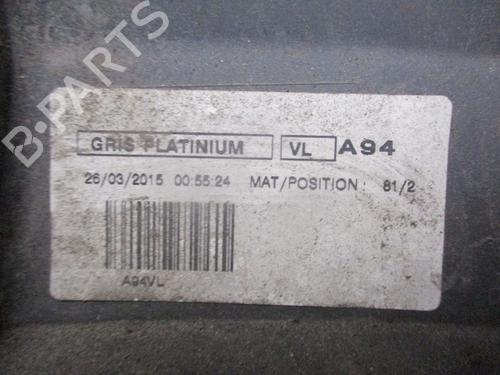 B-PARTS
GRIS PLATINIUM VL A94
26/03/2015 00:55:24 MAT/POSITION: 81/2
A94VL